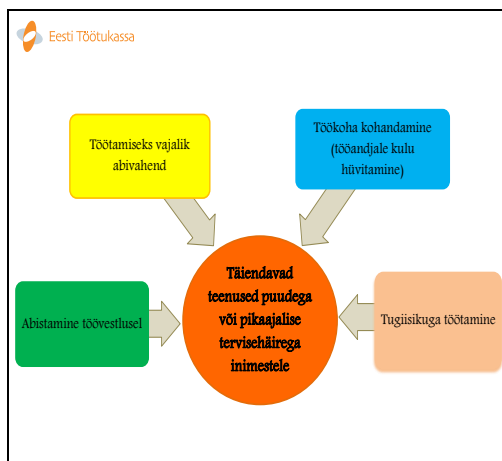 Eesti Töötukassa
Töötamiseks vajalik
abivahend
Töökoha kohandamine
(tööandjale kulu
hüvitamine)
Täiendavad
teenused puudega
või pikaajalise
tervisehäirega
inimestele
Abistamine töövestlusel
Tugiisikuga töötamine